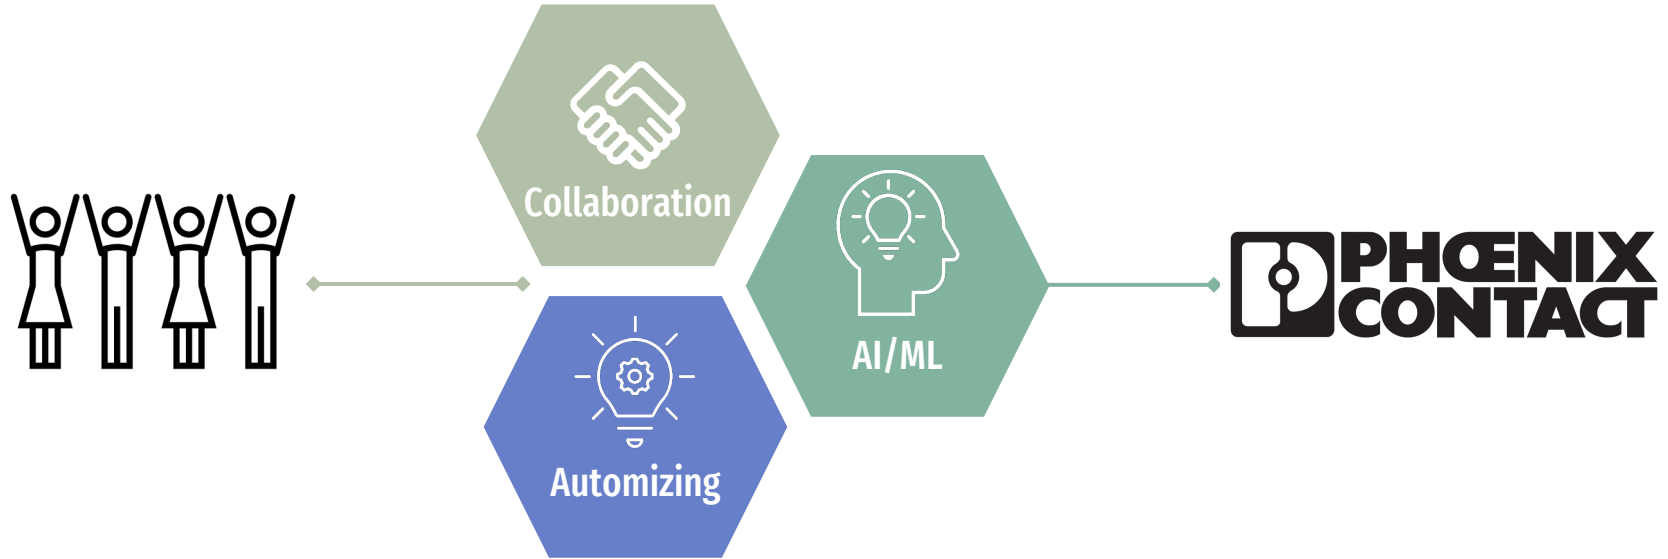 Collaboration
AI/ML
Automizing
PHŒNIX
CONTACT